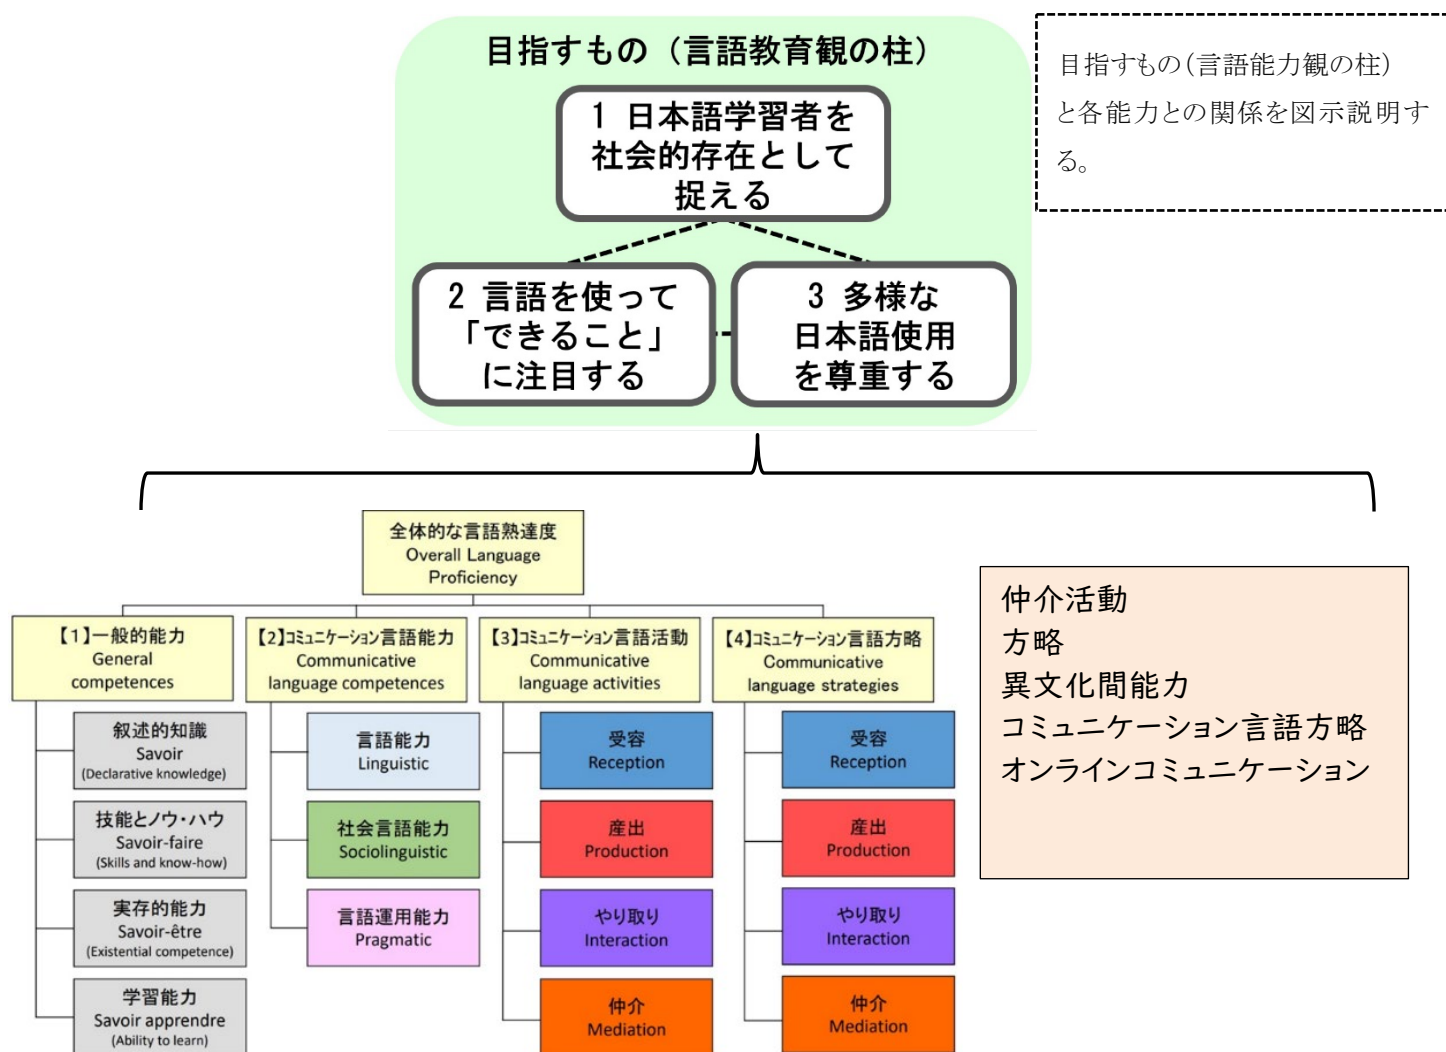 目指すもの（言語教育観の柱）
1 日本語学習者を
社会的存在として
捉える
2 言語を使って
「できること」
に注目する
3 多様な
日本語使用
を尊重する
目指すもの（言語能力観の柱）
と各能力との関係を図示説明す
る。
全体的な言語熟達度
Overall Language
Proficiency
【1】一般的能力
General
competences
叙述的知識
Savoir
(Declarative knowledge)
技能とノウ・ハウ
Savoir-faire
(Skills and know-how)
実存的能力
Savoir-être
(Existential competence)
学習能力
Savoir apprendre
(Ability to learn)
【2】コミュニケーション言語能力
Communicative
language competences
言語能力
Linguistic
社会言語能力
Sociolinguistic
言語運用能力
Pragmatic
【3】コミュニケーション言語活動
Communicative
language activities
受容
Reception
産出
Production
やり取り
Interaction
仲介
Mediation
【4】コミュニケーション言語方略
Communicative
language strategies
受容
Reception
産出
Production
やり取り
Interaction
仲介
Mediation
仲介活動
方略
異文化間能力
コミュニケーション言語方略
オンラインコミュニケーション